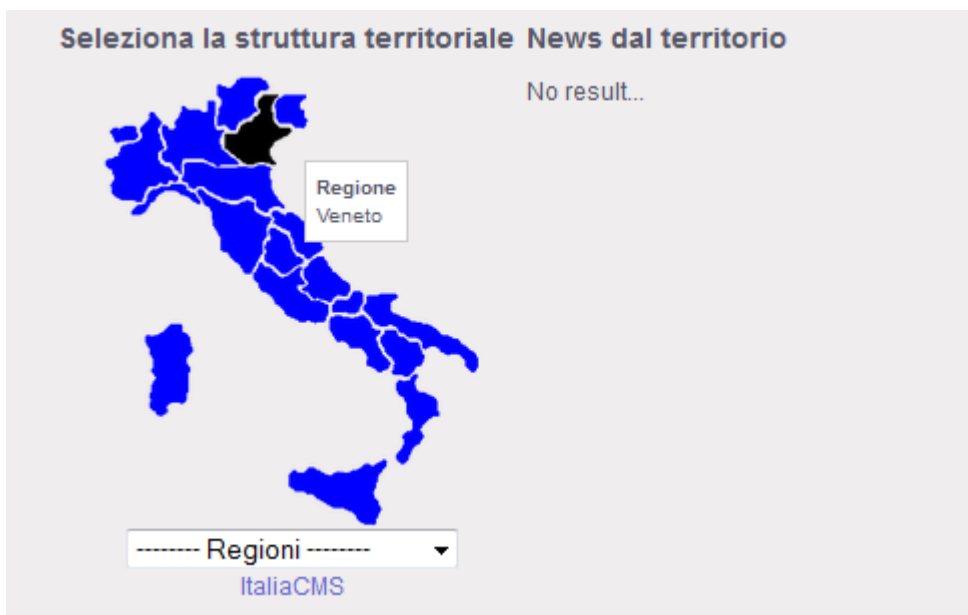 Seleziona la struttura territoriale
News dal territorio
No result...
Regione
Veneto
-------- Regioni --------
ItaliaCMS